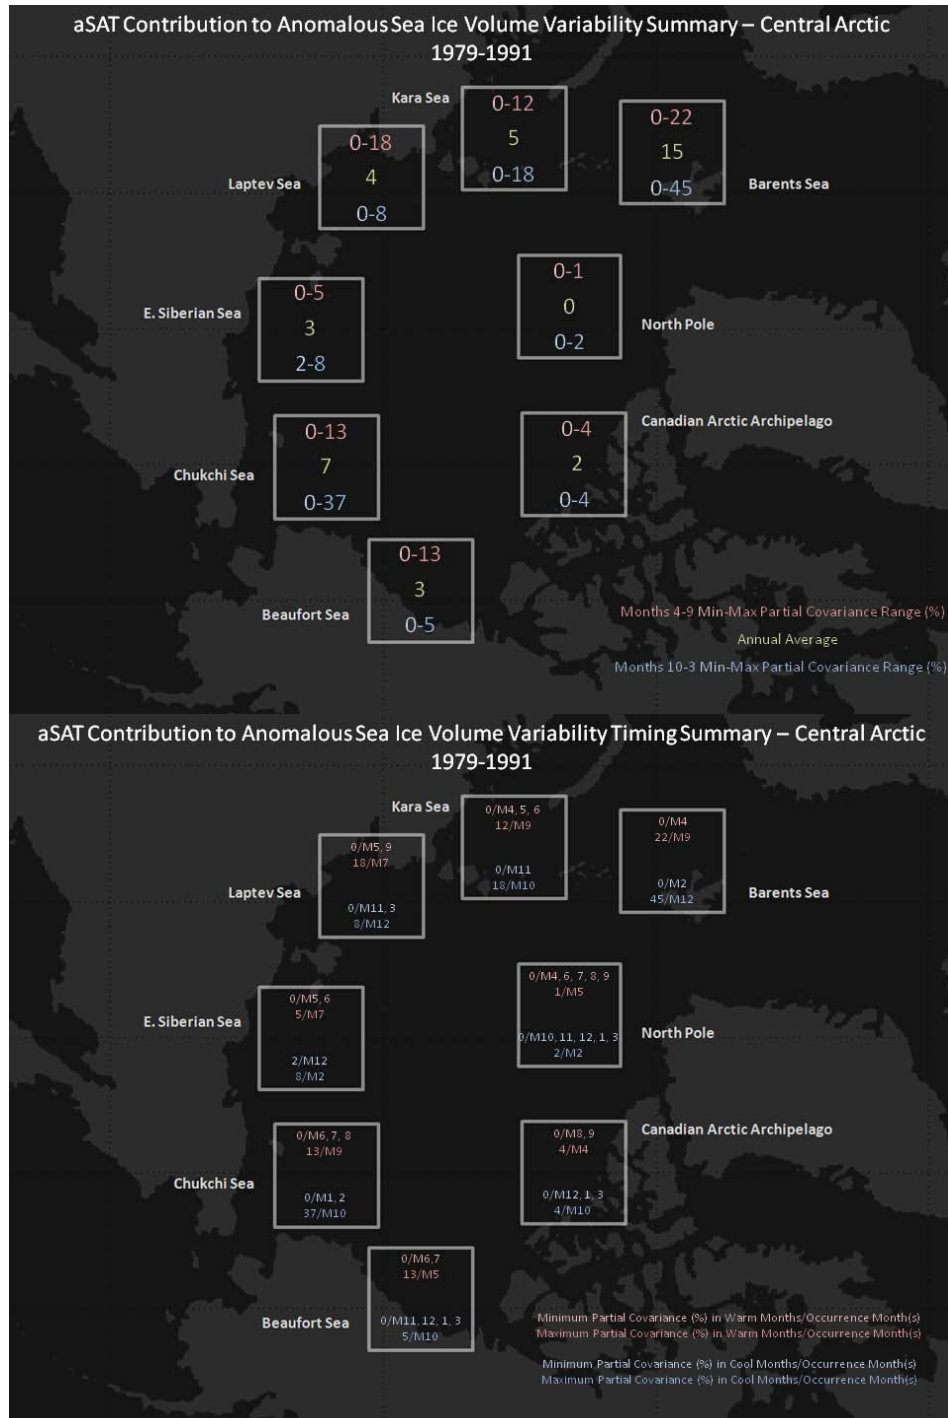 aSAT Contribution to Anomalous Sea Ice Volume Variability Summary – Central Arctic
1979-1991
Kara Sea
0-12
5
0-18
0-22
15
0-45
Barents Sea
Laptev Sea
0-18
4
0-8
E. Siberian Sea
0-5
3
2-8
0-1
0
0-2
North Pole
Chukchi Sea
0-13
7
0-37
Canadian Arctic Archipelago
0-4
2
0-4
Beaufort Sea
0-13
3
0-5
Months 4-9 Min-Max Partial Covariance Range (%)
Annual Average
Months 10-3 Min-Max Partial Covariance Range (%)
aSAT Contribution to Anomalous Sea Ice Volume Variability Timing Summary – Central Arctic
1979-1991
Kara Sea
0/M4, 5, 6
12/M9
0/M11
18/M10
0/M4
22/M9
0/M2
45/M12
Barents Sea
Laptev Sea
0/M5, 9
18/M7
0/M11, 3
8/M12
E. Siberian Sea
0/M5, 6
5/M7
2/M12
8/M2
0/M4, 6, 7, 8, 9
1/M5
0/M10, 11, 12, 1, 3
2/M2
North Pole
Chukchi Sea
0/M6, 7, 8
13/M9
0/M1, 2
37/M10
Canadian Arctic Archipelago
0/M8, 9
4/M4
0/M12, 1, 3
4/M10
Beaufort Sea
0/M6,7
13/M5
0/M11, 12, 1, 3
5/M10
Minimum Partial Covariance (%) in Warm Months/Occurrence Month(s)
Maximum Partial Covariance (%) in Warm Months/Occurrence Month(s)
Minimum Partial Covariance (%) in Cool Months/Occurrence Month(s)
Maximum Partial Covariance (%) in Cool Months/Occurrence Month(s)